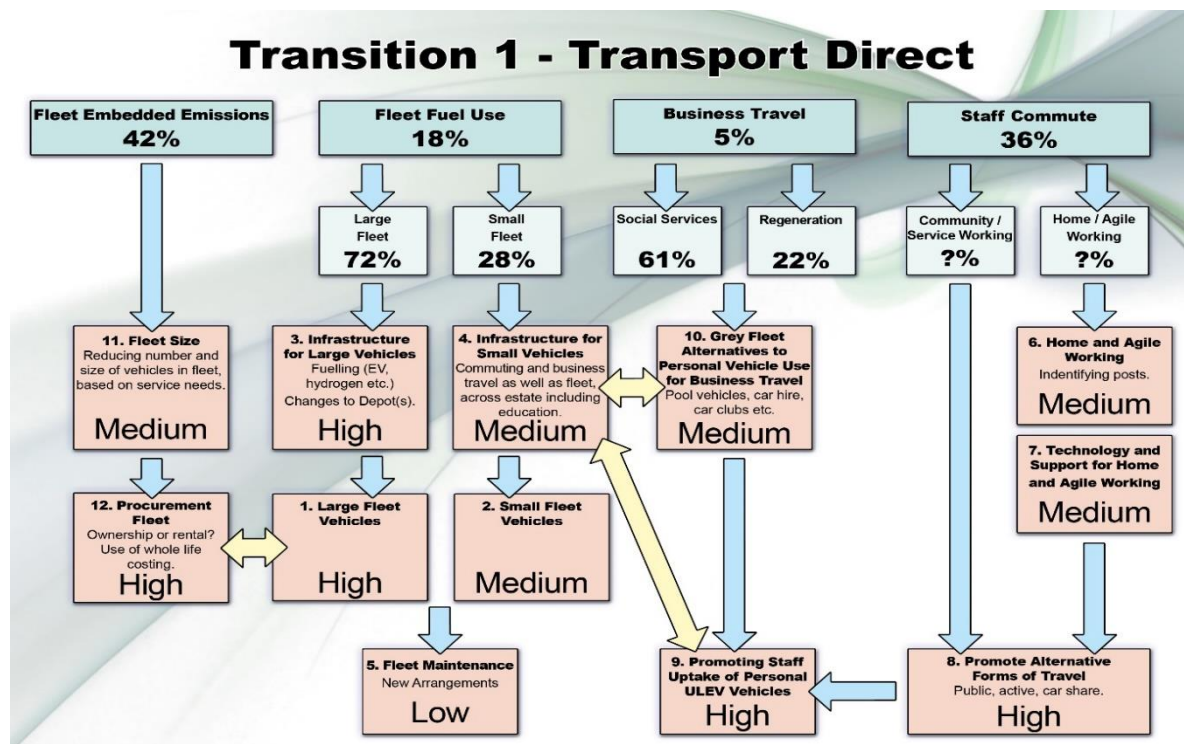 Transition 1 - Transport Direct
Fleet Embedded Emissions
42%
Fleet Fuel Use
18%
Business Travel
5%
Staff Commute
36%
Large
Fleet
72%
Small
Fleet
28%
Social Services
61%
Regeneration
22%
Community /
Service Working
?%
Home / Agile
Working
?%
11. Fleet Size
Reducing number and
size of vehicles in fleet,
based on service needs.
Medium
3. Infrastructure
for Large Vehicles
Fuelling (EV,
hydrogen etc.)
Changes to Depot(s).
High
4. Infrastructure for
Small Vehicles
Commuting and business
travel as well as fleet,
across estate including
education.
Medium
10. Grey Fleet
Alternatives to
Personal Vehicle Use
for Business Travel
Pool vehicles, car hire,
car clubs etc.
Medium
6. Home and Agile
Working
Indentifying posts.
Medium
7. Technology and
Support for Home
and Agile Working
Medium
12. Procurement
Fleet
Ownership or rental?
Use of whole life
costing.
High
1. Large Fleet
Vehicles
High
2. Small Fleet
Vehicles
Medium
5. Fleet Maintenance
New Arrangements
Low
9. Promoting Staff
Uptake of Personal
ULEV Vehicles
High
8. Promote Alternative
Forms of Travel
Public, active, car share.
High